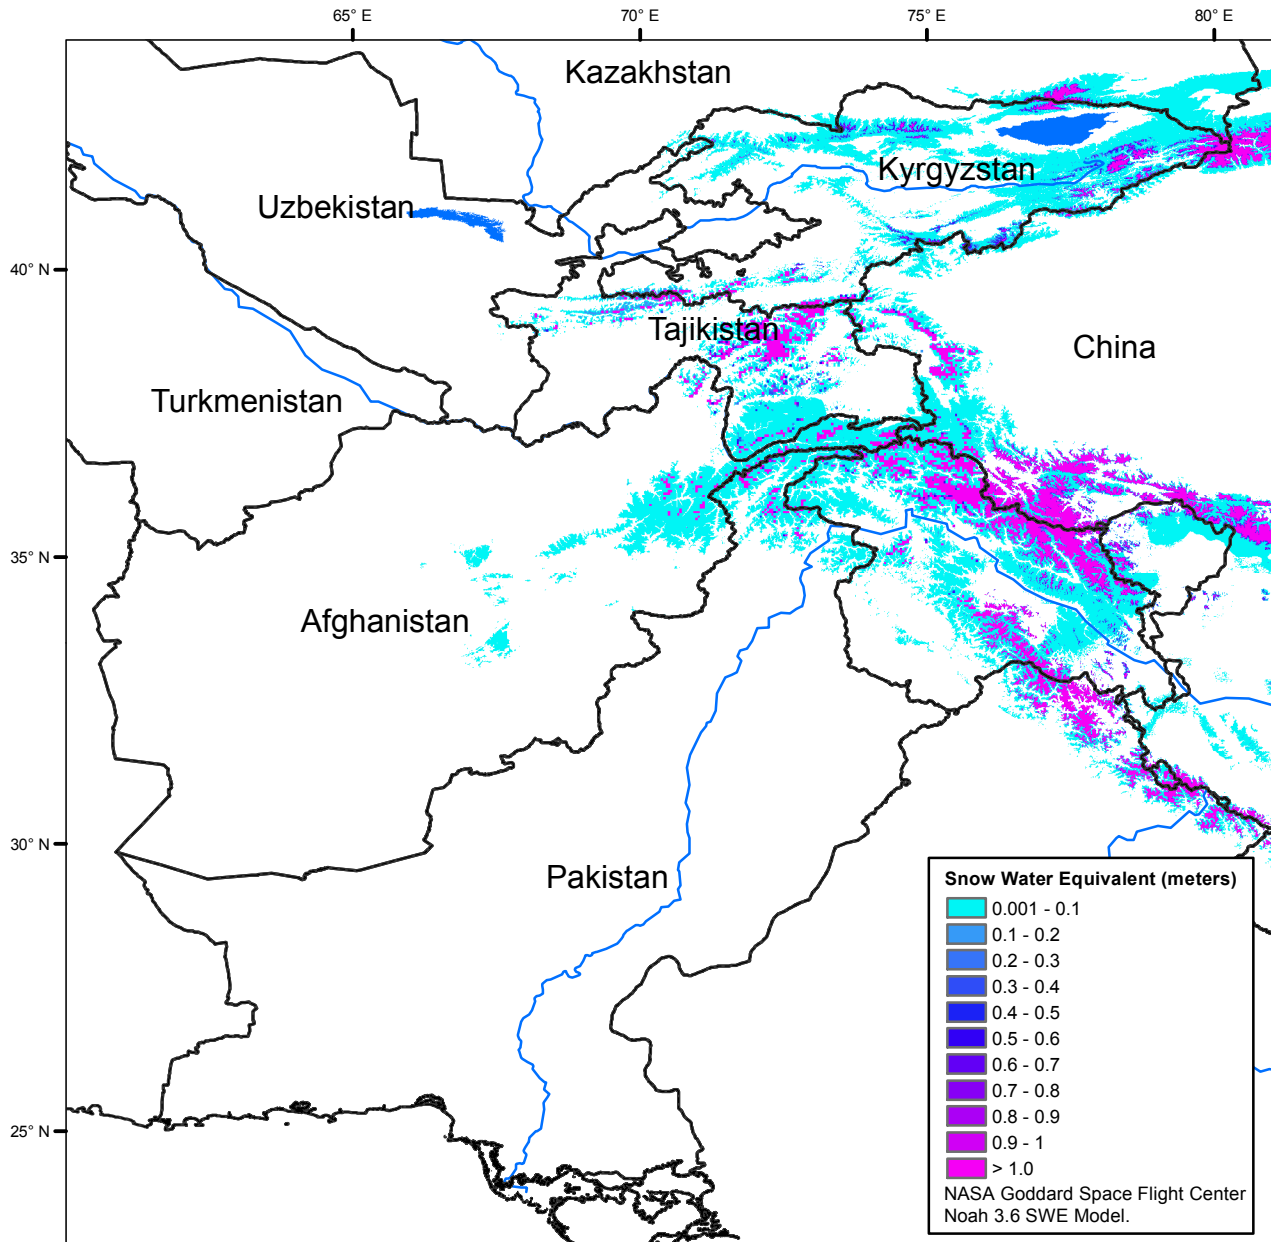 65° E
70° E
75° E
80° E
Kazakhstan
Kyrgyzstan
Uzbekistan
40° N
Tajikistan
China
Turkmenistan
35° N
Afghanistan
30° N
Pakistan
25° N
Snow Water Equivalent (meters)
0.001 - 0.1
0.1 - 0.2
0.2 - 0.3
0.3 - 0.4
0.4 - 0.5
0.5 - 0.6
0.6 - 0.7
0.7 - 0.8
0.8 - 0.9
0.9 - 1
> 1.0
NASA Goddard Space Flight Center
Noah 3.6 SWE Model.